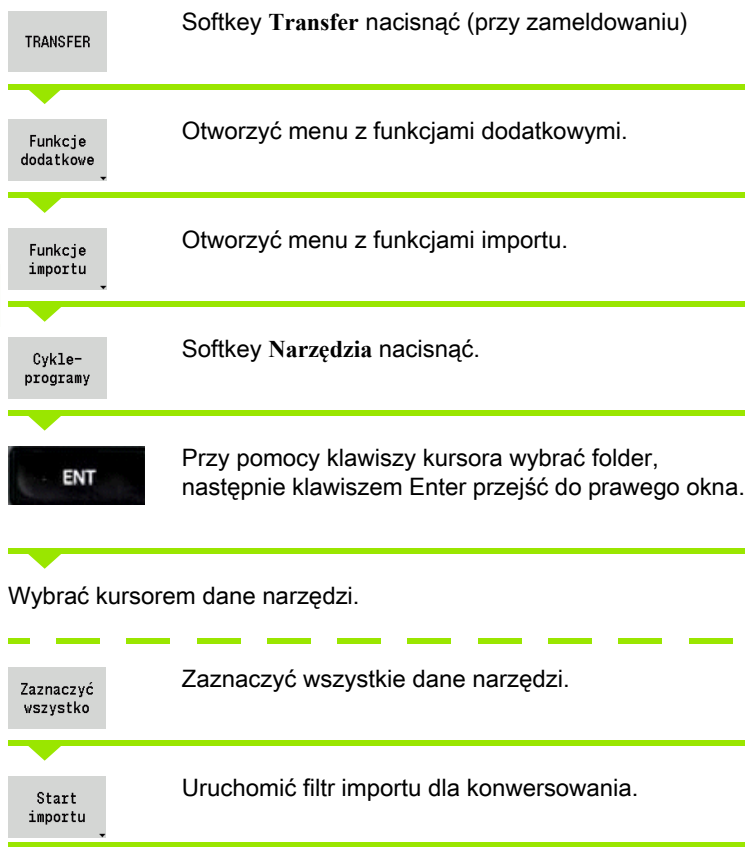 TRANSFER
Softkey Transfer nacisnąć (przy zameldowaniu)
Funkcje
dodatkowe
Otworzyć menu z funkcjami dodatkowymi.
Funkcje
importu
Otworzyć menu z funkcjami importu.
Cykle-
programy
Softkey Narzędzia nacisnąć.
ENT
Przy pomocy klawiszy kursora wybrać folder,
następnie klawiszem Enter przejść do prawego okna.
Wybrać kursorem dane narzędzi.
Zaznaczyć
wszystko
Zaznaczyć wszystkie dane narzędzi.
Start
importu
Uruchomić filtr importu dla konwersowania.